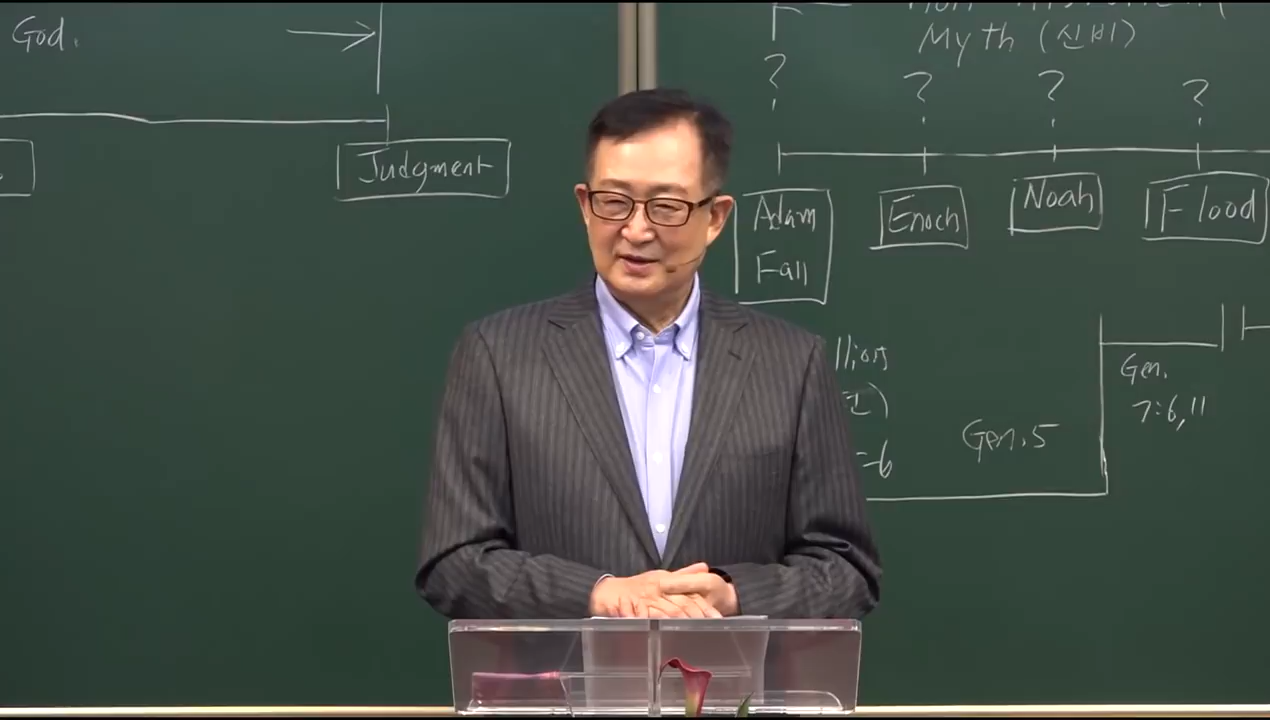 God.
Judgment
Myth (신비)
? ? ? ?
Adam
Fall
Enoch
Noah
Flood
Gen. 5
Gen.
7:6,11